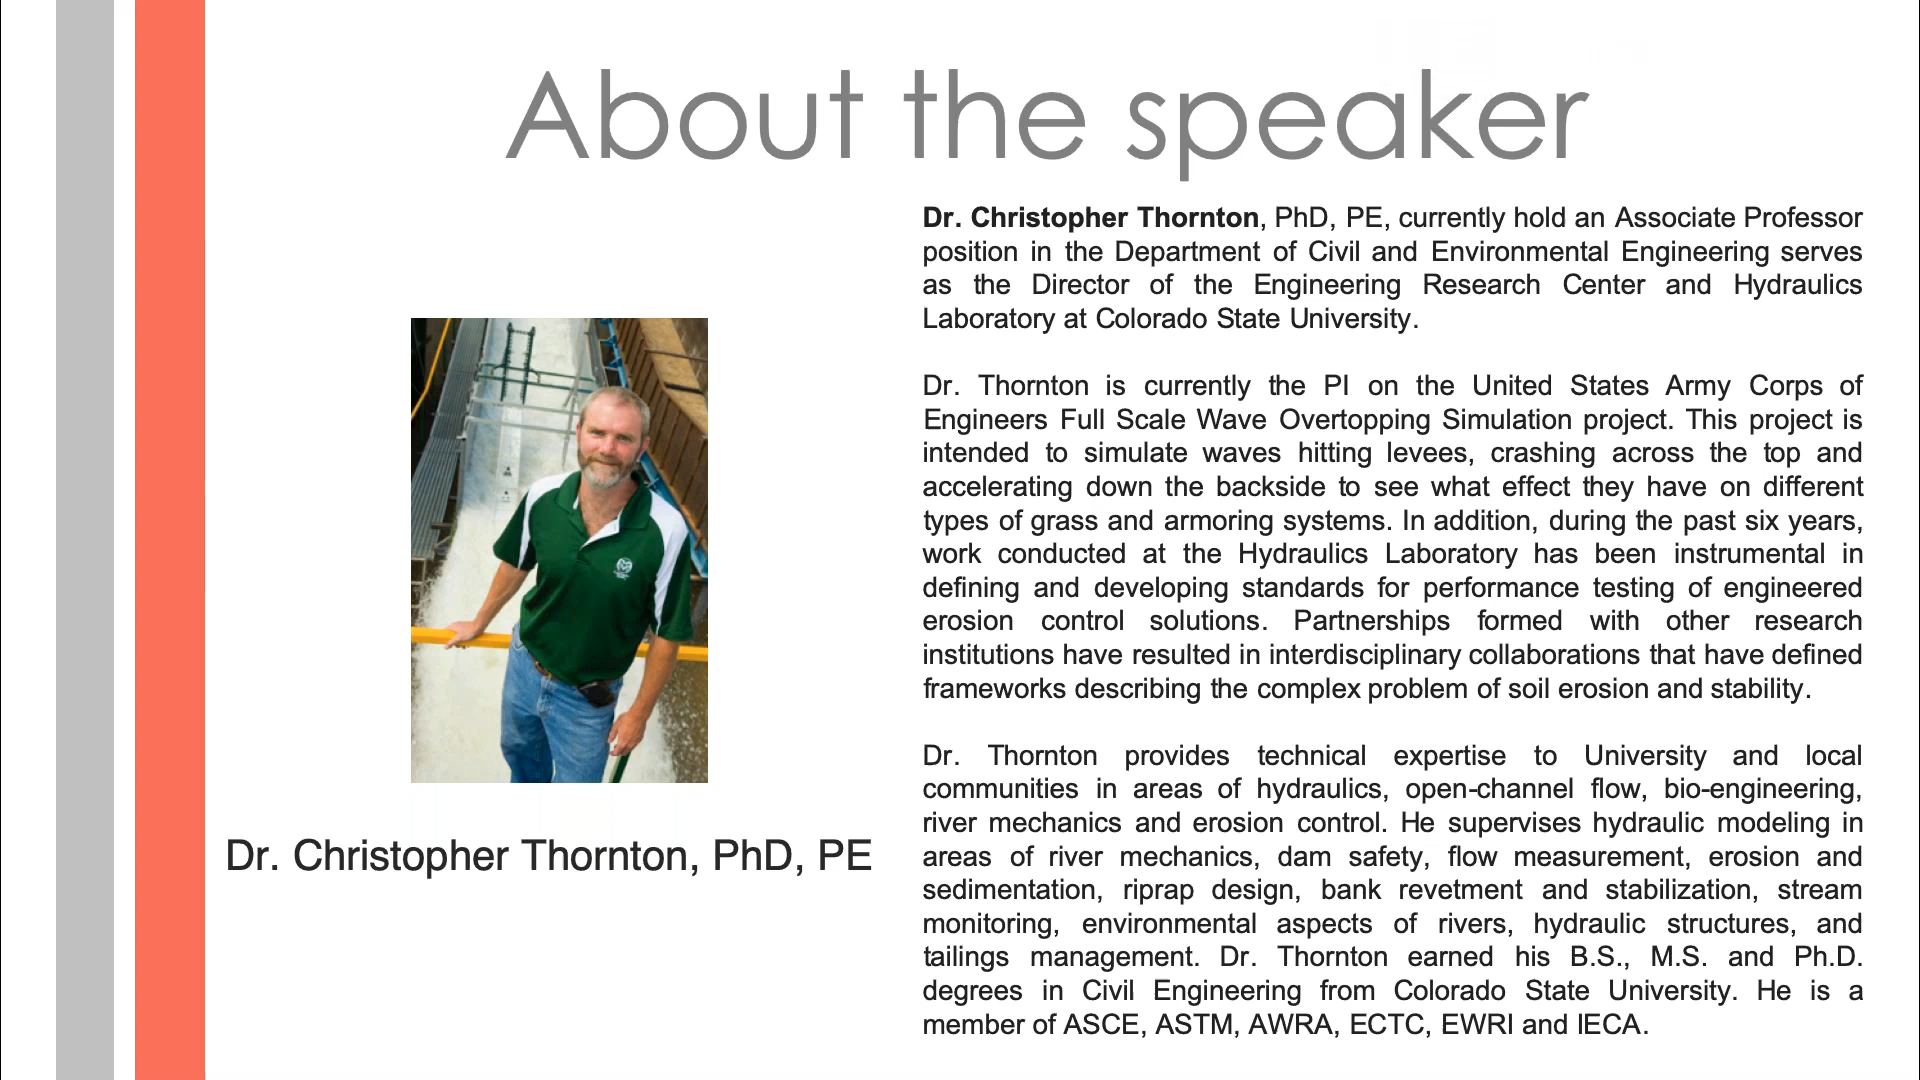 About the speaker
Dr. Christopher Thornton, PhD, PE, currently hold an Associate Professor
position in the Department of Civil and Environmental Engineering serves
as the Director of the Engineering Research Center and Hydraulics
Laboratory at Colorado State University.
Dr. Thornton is currently the PI on the United States Army Corps of
Engineers Full Scale Wave Overtopping Simulation project. This project is
intended to simulate waves hitting levees, crashing across the top and
accelerating down the backside to see what effect they have on different
types of grass and armoring systems. In addition, during the past six years,
work conducted at the Hydraulics Laboratory has been instrumental in
defining and developing standards for performance testing of engineered
erosion control solutions. Partnerships formed with other research
institutions have resulted in interdisciplinary collaborations that have defined
frameworks describing the complex problem of soil erosion and stability.
Dr. Thornton provides technical expertise to University and local
communities in areas of hydraulics, open-channel flow, bio-engineering,
river mechanics and erosion control. He supervises hydraulic modeling in
areas of river mechanics, dam safety, flow measurement, erosion and
sedimentation, riprap design, bank revetment and stabilization, stream
monitoring, environmental aspects of rivers, hydraulic structures, and
tailings management. Dr. Thornton earned his B.S., M.S. and Ph.D.
degrees in Civil Engineering from Colorado State University. He is a
member of ASCE, ASTM, AWRA, ECTC, EWRI and IECA.
Dr. Christopher Thornton, PhD, PE